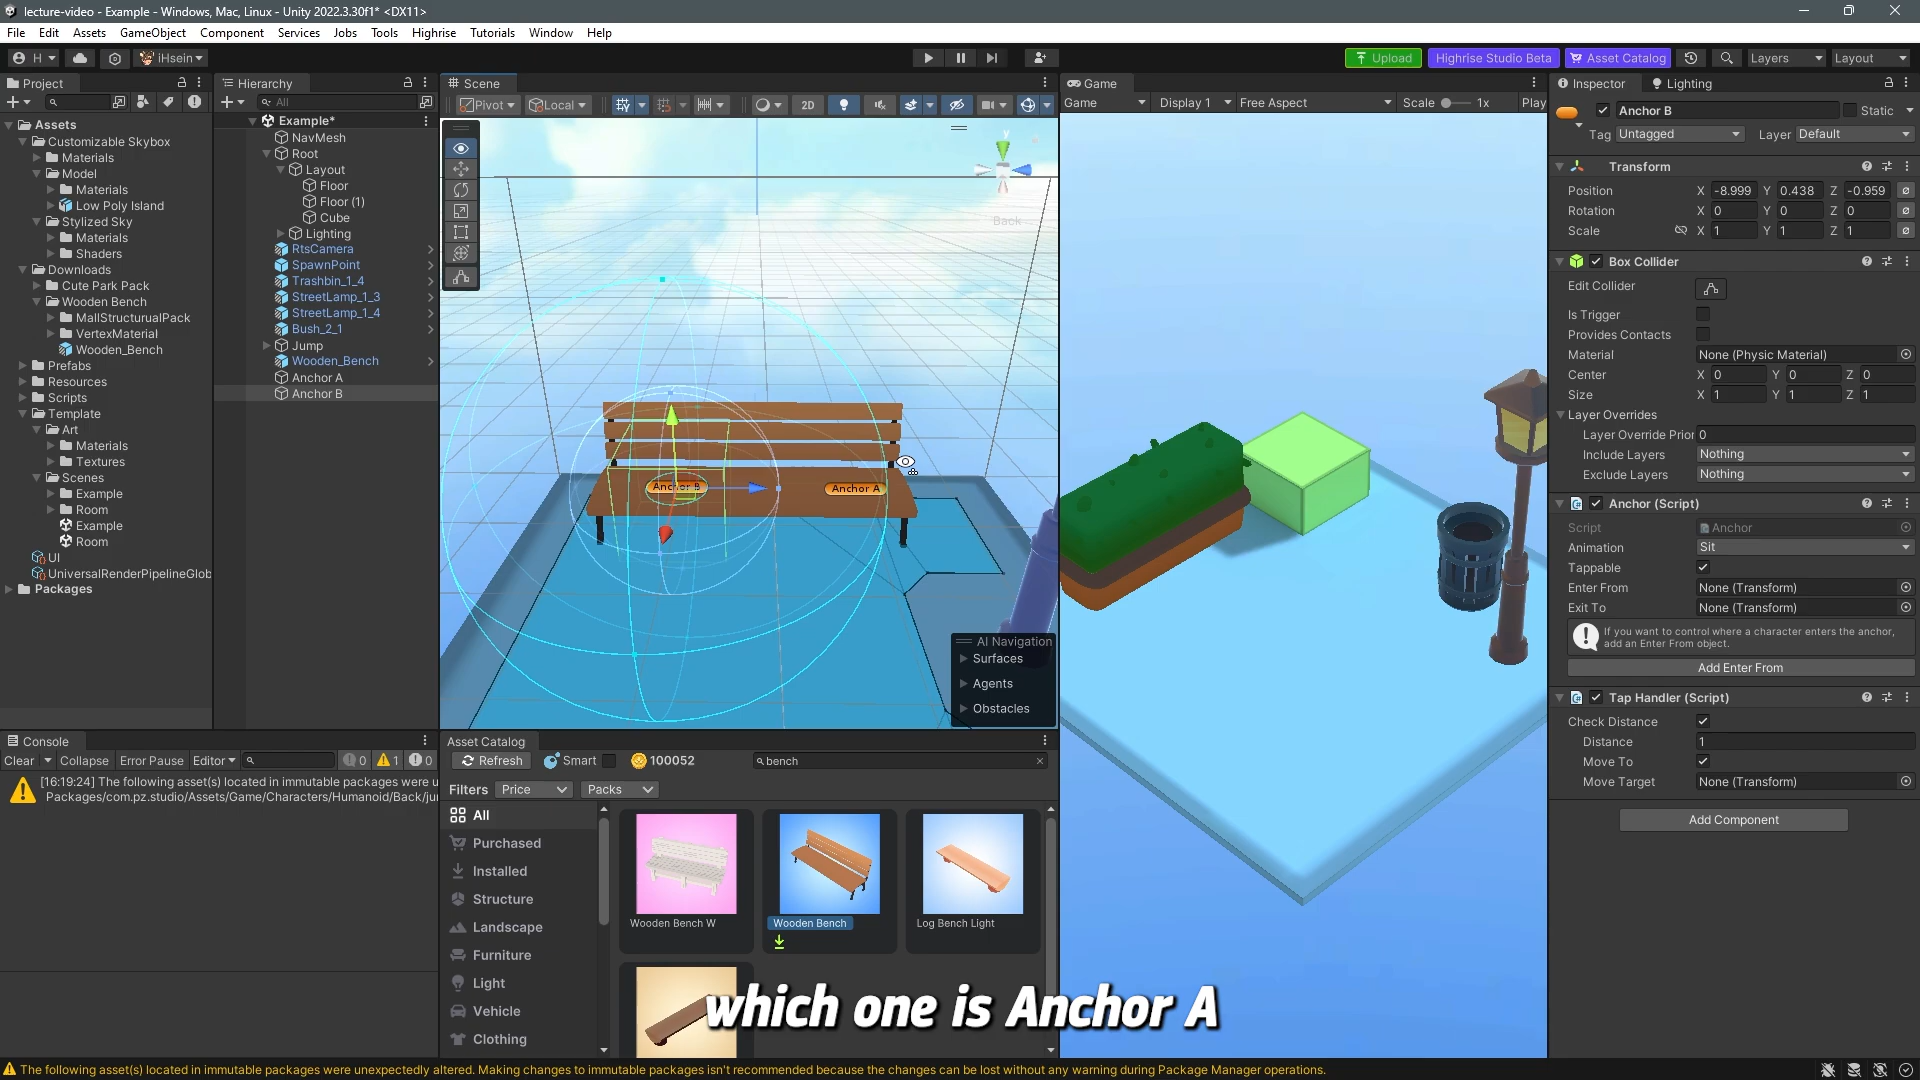 lecture-video - Example - Windows, Mac, Linux - Unity 2022.3.30f1* <DX11>
File Edit Assets GameObject Component Services Jobs Tools Highrise Tutorials Window Help
H iHsein Upload Highrise Studio Beta Asset Catalog Layers Layout
Project
Assets
Customizable Skybox
Materials
Model
Materials
Low Poly Island
Stylized Sky
Materials
Shaders
Downloads
Cute Park Pack
Wooden Bench
MallStructurualPack
VertexMaterial
Wooden_Bench
Prefabs
Resources
Scripts
Template
Art
Materials
Textures
Scenes
Example
Room
Example
Room
UI
UniversalRenderPipelineGlob
Packages
Hierarchy
All
Example*
NavMesh
Root
Layout
Floor
Floor (1)
Cube
Lighting
RtsCamera
SpawnPoint
Trashbin_1_4
StreetLamp_1_3
StreetLamp_1_4
Bush_2_1
Jump
Wooden_Bench
Anchor A
Anchor B
Scene
Pivot Local 2D
y
Back
Anchor B
Anchor A
AI Navigation
Surfaces
Agents
Obstacles
Game
Game Display 1 Free Aspect Scale 1x Play
Inspector Lighting
Anchor B Static
Tag Untagged Layer Default
Transform
Position X -8.999 Y 0.438 Z -0.959
Rotation X 0 Y 0 Z 0
Scale X 1 Y 1 Z 1
Box Collider
Edit Collider
Is Trigger
Provides Contacts
Material None (Physic Material)
Center X 0 Y 0 Z 0
Size X 1 Y 1 Z 1
Layer Overrides
Layer Override Prior 0
Include Layers Nothing
Exclude Layers Nothing
Anchor (Script)
Script Anchor
Animation Sit
Tappable
Enter From None (Transform)
Exit To None (Transform)
If you want to control where a character enters the anchor,
add an Enter From object.
Add Enter From
Tap Handler (Script)
Check Distance
Distance 1
Move To
Move Target None (Transform)
Add Component
Console
Clear Collapse Error Pause Editor 0 1 0
[16:19:24] The following asset(s) located in immutable packages were u
Packages/com.pz.studio/Assets/Game/Characters/Humanoid/Back/ju
Asset Catalog
Refresh Smart 100052 bench
Filters Price Packs
All
Purchased
Installed
Structure
Landscape
Furniture
Light
Vehicle
Clothing
Wooden Bench W
Wooden Bench
Log Bench Light
which one is Anchor A
The following asset(s) located in immutable packages were unexpectedly altered. Making changes to immutable packages isn't recommended because the changes can be lost without any warning during Package Manager operations.